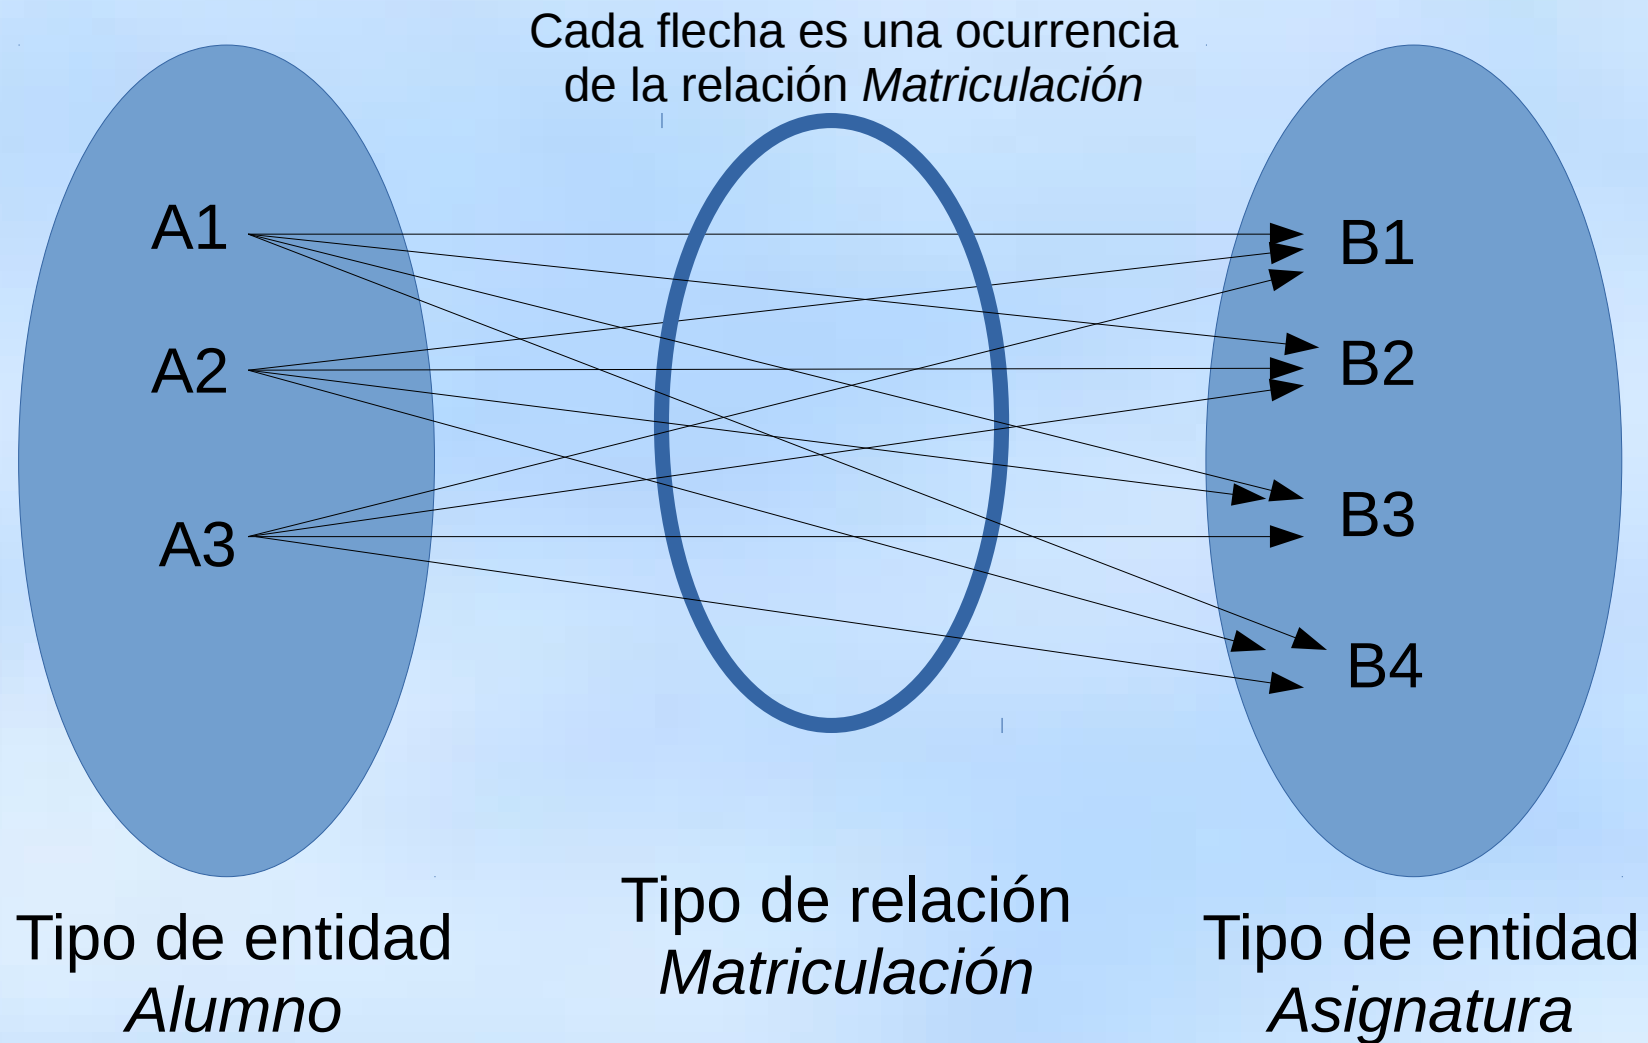 Cada flecha es una ocurrencia
de la relación Matriculación
A1
A2
A3
B1
B2
B3
B4
Tipo de entidad
Alumno
Tipo de relación
Matriculación
Tipo de entidad
Asignatura